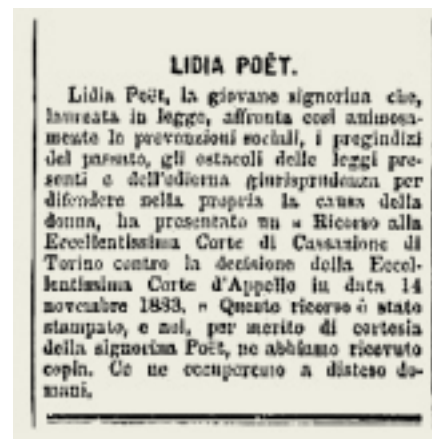 LIDIA POËT.
Lidia Poët, la giovane signorina che,
laureata in legge, affronta così animosa-
mente le prevenzioni sociali, i pregiudizi
del passato, gli ostacoli delle leggi pre-
senti e dell'odierna giurisprudenza per
difendere nella propria la causa della
donna, ha presentato un « Ricorso alla
Eccellentissima Corte di Cassazione di
Torino contro la decisione della Eccel-
lentissima Corte d'Appello in data 14
novembre 1883. » Questo ricorso è stato
stampato, e noi, per merito di cortesia
della signorina Poët, ne abbiamo ricevuto
copia. Ce ne occuperemo a disteso do-
mani.